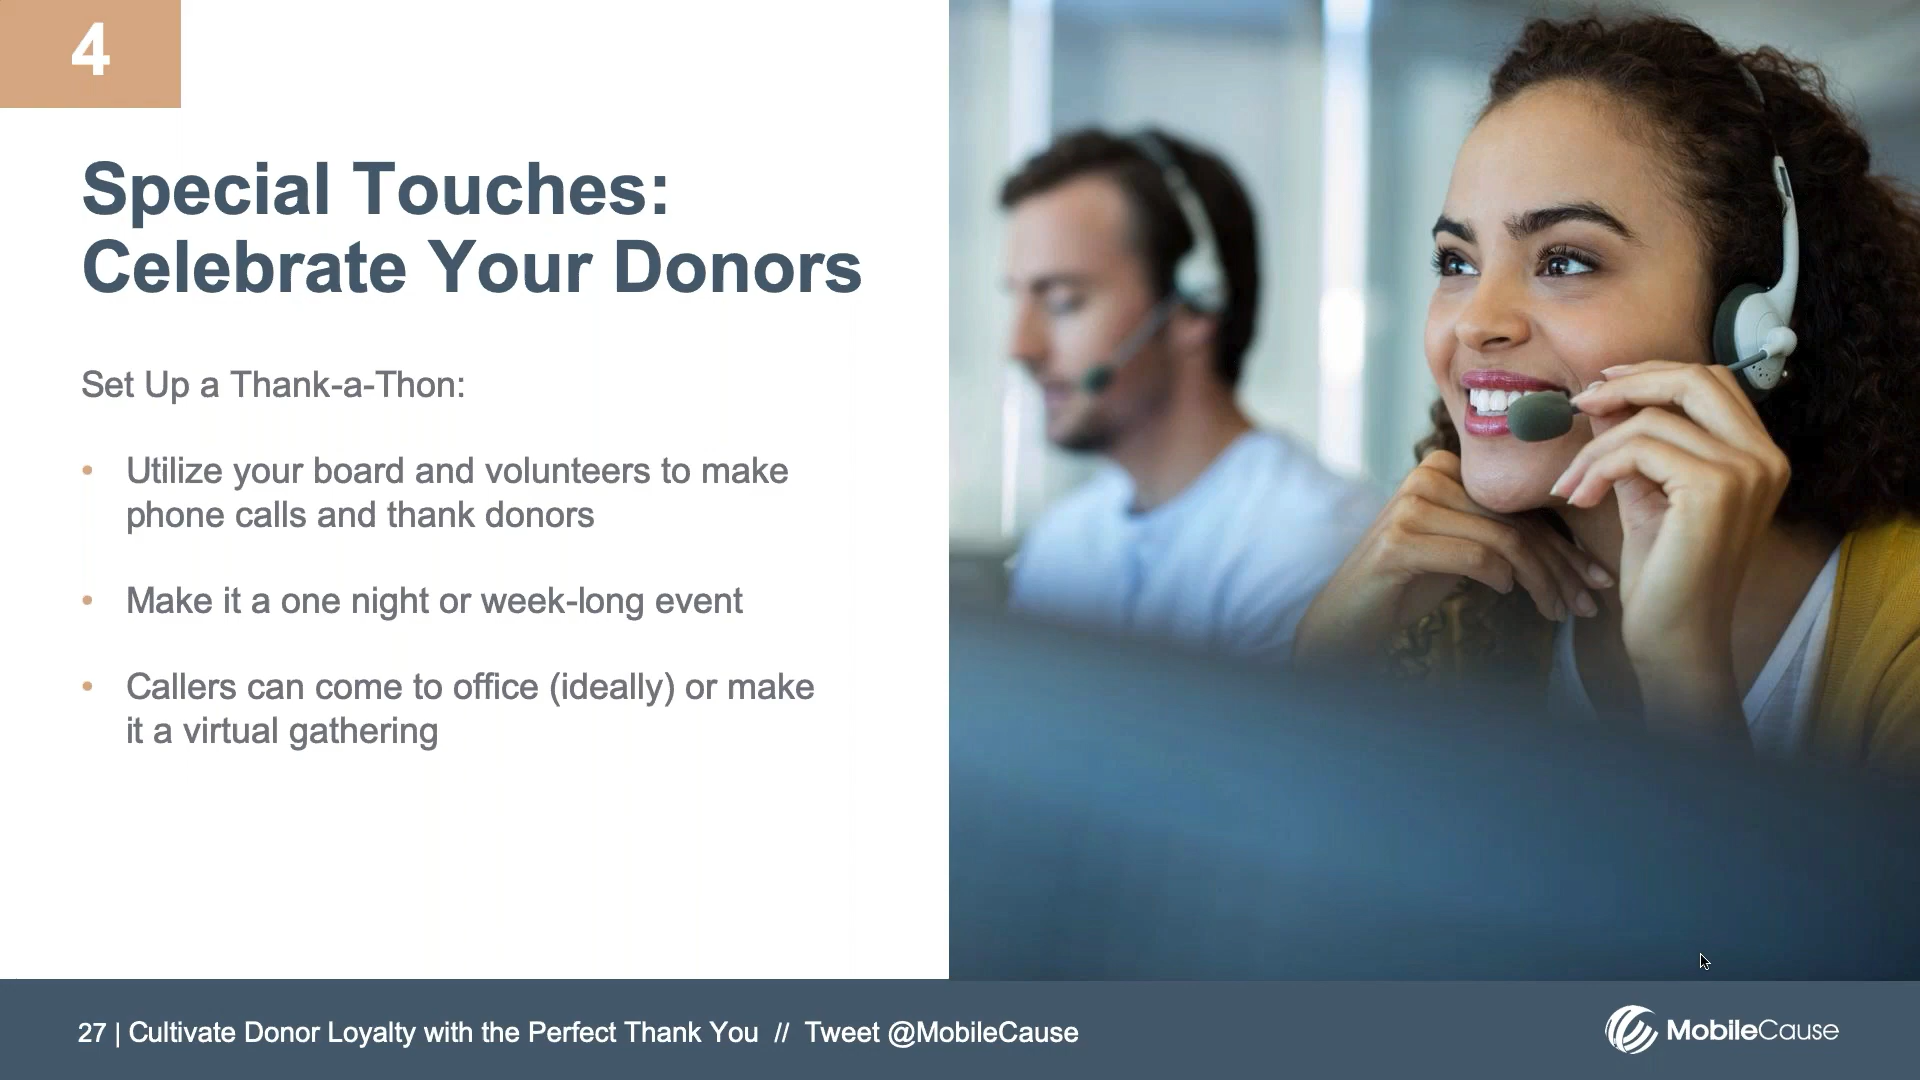 4
Special Touches:
Celebrate Your Donors
Set Up a Thank-a-Thon:
• Utilize your board and volunteers to make
phone calls and thank donors
• Make it a one night or week-long event
• Callers can come to office (ideally) or make
it a virtual gathering
27 | Cultivate Donor Loyalty with the Perfect Thank You // Tweet @MobileCause
MobileCause